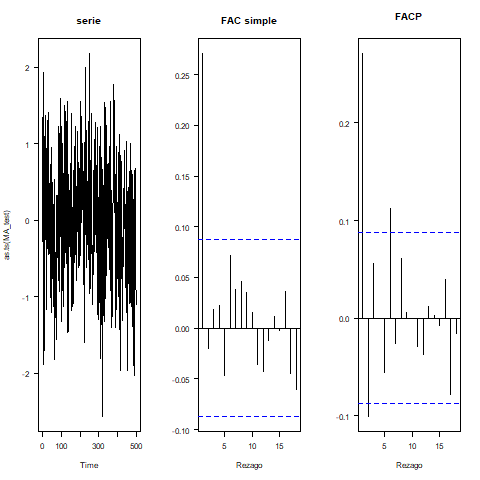 serie
FAC simple
FACP
as.ts(MA_test)
2
1
0
-1
-2
0 100 300 500
Time
0.25
0.20
0.15
0.10
0.05
0.00
-0.05
-0.10
5 10 15
Rezago
0.2
0.1
0.0
-0.1
5 10 15
Rezago